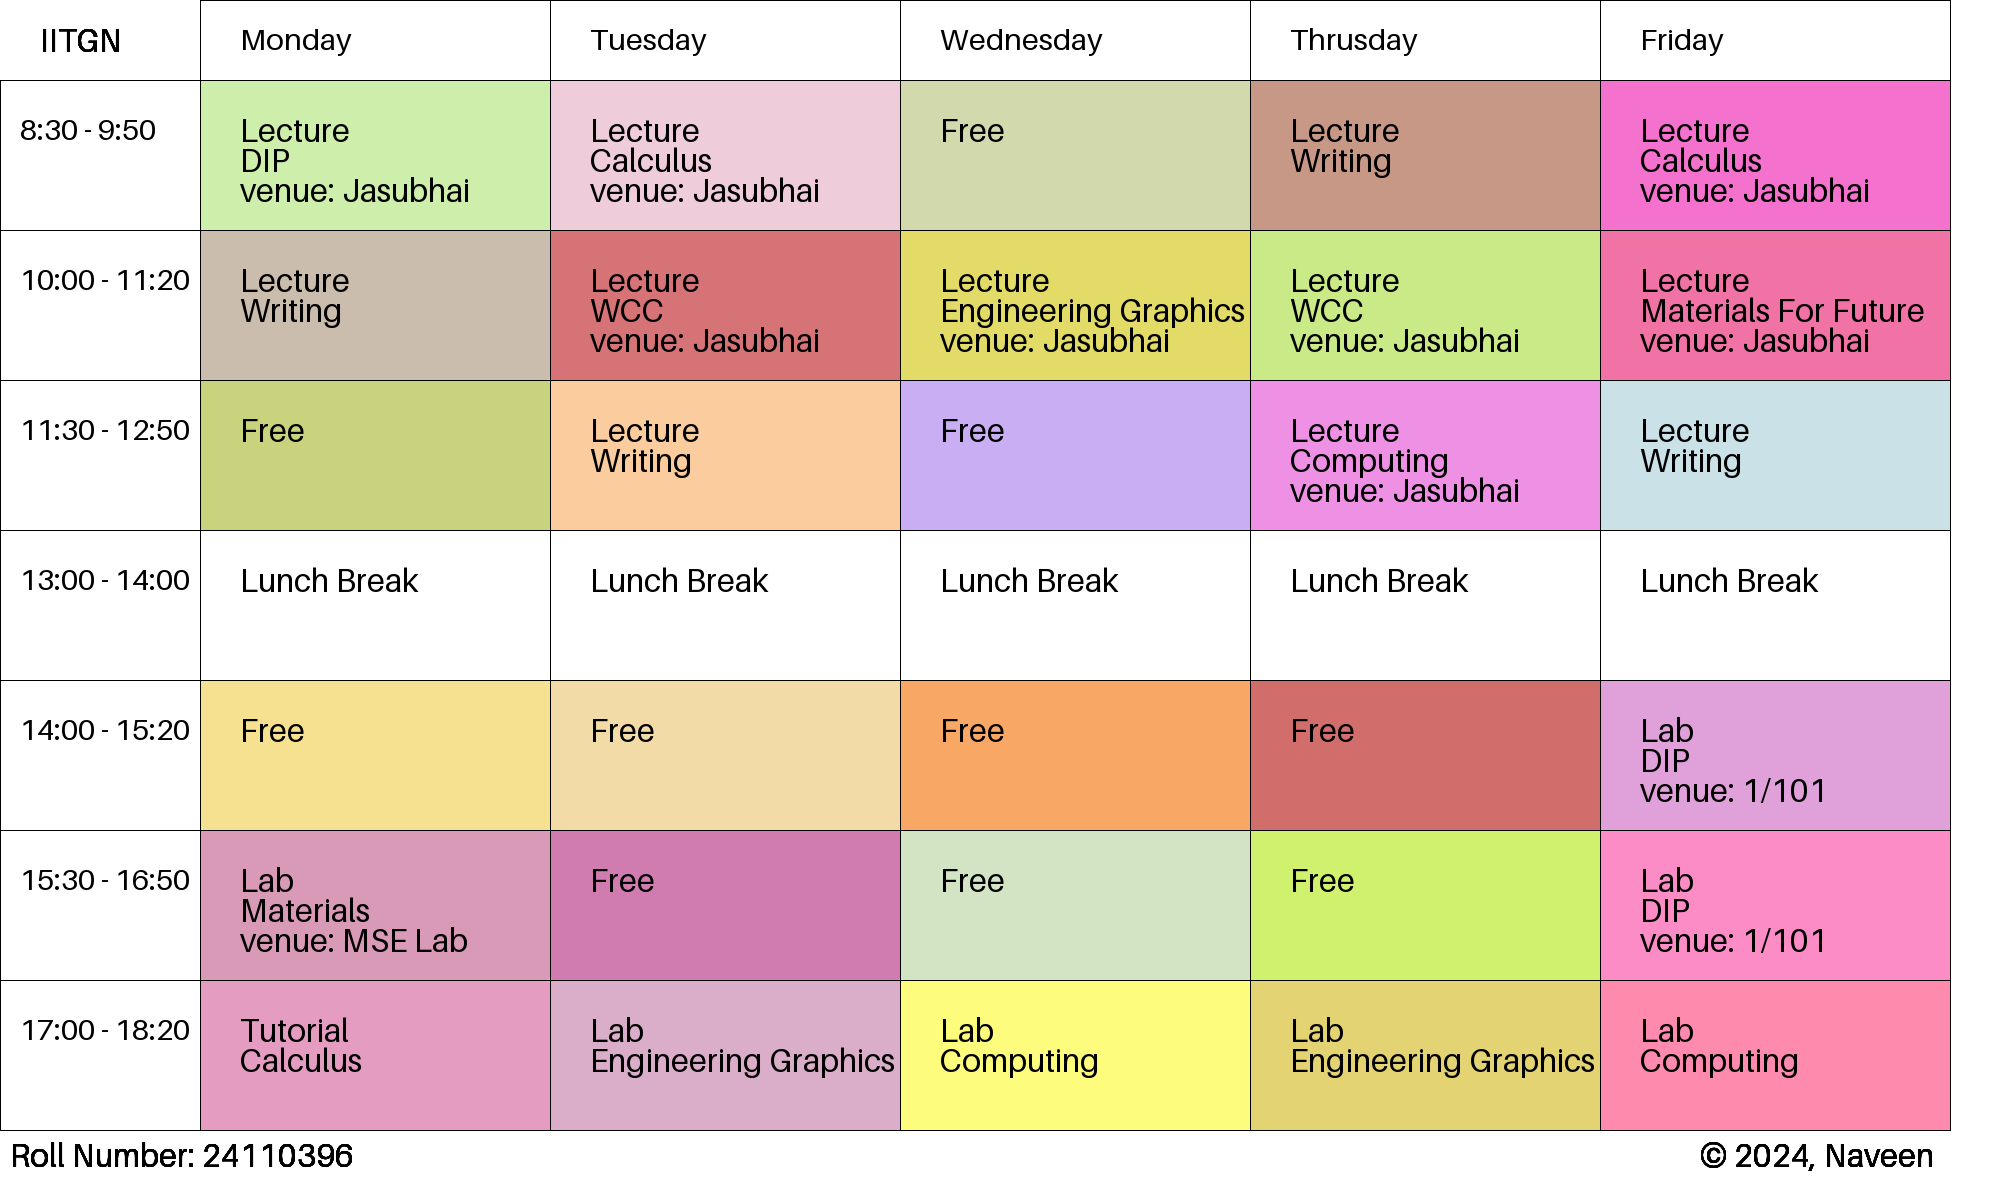 IITGN Monday Tuesday Wednesday Thrusday Friday
8:30 - 9:50
Lecture
DIP
venue: Jasubhai
Lecture
Calculus
venue: Jasubhai
Free
Lecture
Writing
Lecture
Calculus
venue: Jasubhai
10:00 - 11:20
Lecture
Writing
Lecture
WCC
venue: Jasubhai
Lecture
Engineering Graphics
venue: Jasubhai
Lecture
WCC
venue: Jasubhai
Lecture
Materials For Future
venue: Jasubhai
11:30 - 12:50
Free
Lecture
Writing
Free
Lecture
Computing
venue: Jasubhai
Lecture
Writing
13:00 - 14:00
Lunch Break
Lunch Break
Lunch Break
Lunch Break
Lunch Break
14:00 - 15:20
Free
Free
Free
Free
Lab
DIP
venue: 1/101
15:30 - 16:50
Lab
Materials
venue: MSE Lab
Free
Free
Free
Lab
DIP
venue: 1/101
17:00 - 18:20
Tutorial
Calculus
Lab
Engineering Graphics
Lab
Computing
Lab
Engineering Graphics
Lab
Computing
Roll Number: 24110396
© 2024, Naveen